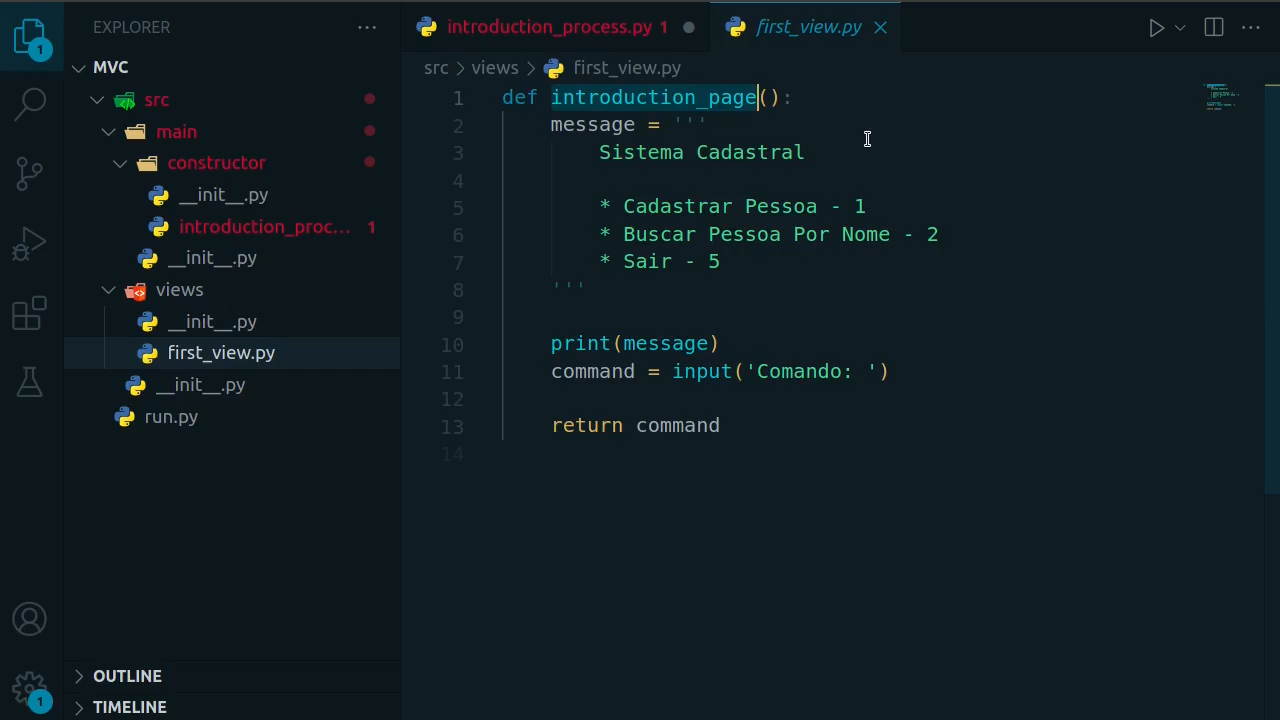 EXPLORER
MVC
src
main
constructor
__init__.py
introduction_proc... 1
__init__.py
views
__init__.py
first_view.py
__init__.py
run.py
OUTLINE
TIMELINE
1
1
introduction_process.py 1
first_view.py
src > views > first_view.py
1 def introduction_page():
2 message = '''
3 Sistema Cadastral
4
5 * Cadastrar Pessoa - 1
6 * Buscar Pessoa Por Nome - 2
7 * Sair - 5
8 '''
9
10 print(message)
11 command = input('Comando: ')
12
13 return command
14